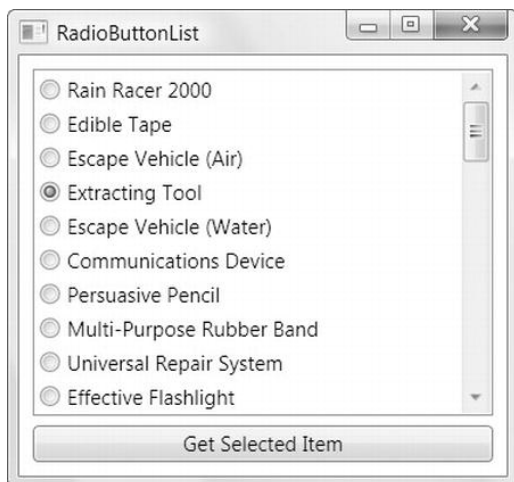 RadioButtonList
Rain Racer 2000
Edible Tape
Escape Vehicle (Air)
Extracting Tool
Escape Vehicle (Water)
Communications Device
Persuasive Pencil
Multi-Purpose Rubber Band
Universal Repair System
Effective Flashlight
Get Selected Item